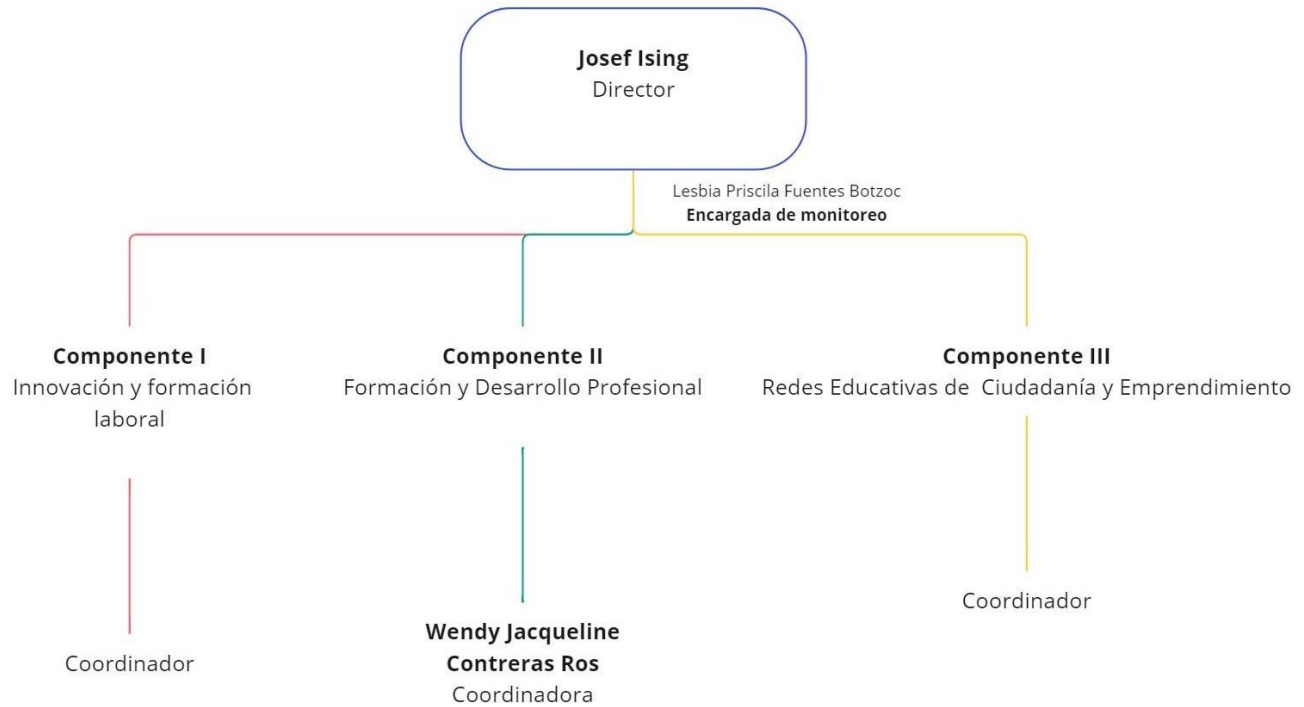 Josef Ising
Director
Lesbia Priscila Fuentes Botzoc
Encargada de monitoreo
Componente I
Innovación y formación
laboral
Componente II
Formación y Desarrollo Profesional
Componente III
Redes Educativas de Ciudadanía y Emprendimiento
Coordinador
Wendy Jacqueline
Contreras Ros
Coordinadora
Coordinador